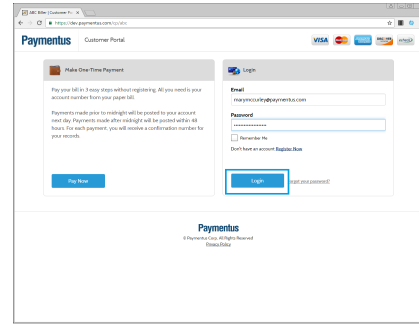 ABC Biller | Customer Por
https://dev.paymentus.com/cp/abc
Paymentus Customer Portal
VISA
Make One-Time Payment
Pay your bill in 3 easy steps without registering. All you need is your
account number from your paper bill.
Payments made prior to midnight will be posted to your account
next day. Payments made after midnight will be posted within 48
hours. For each payment, you will receive a confirmation number for
your records.
Pay Now
Login
Email
marymccurley@paymentus.com
Password
Remember Me
Don't have an account Register Now
Login
Forgot your password?
Paymentus
© Paymentus Corp. All Rights Reserved
Privacy Policy